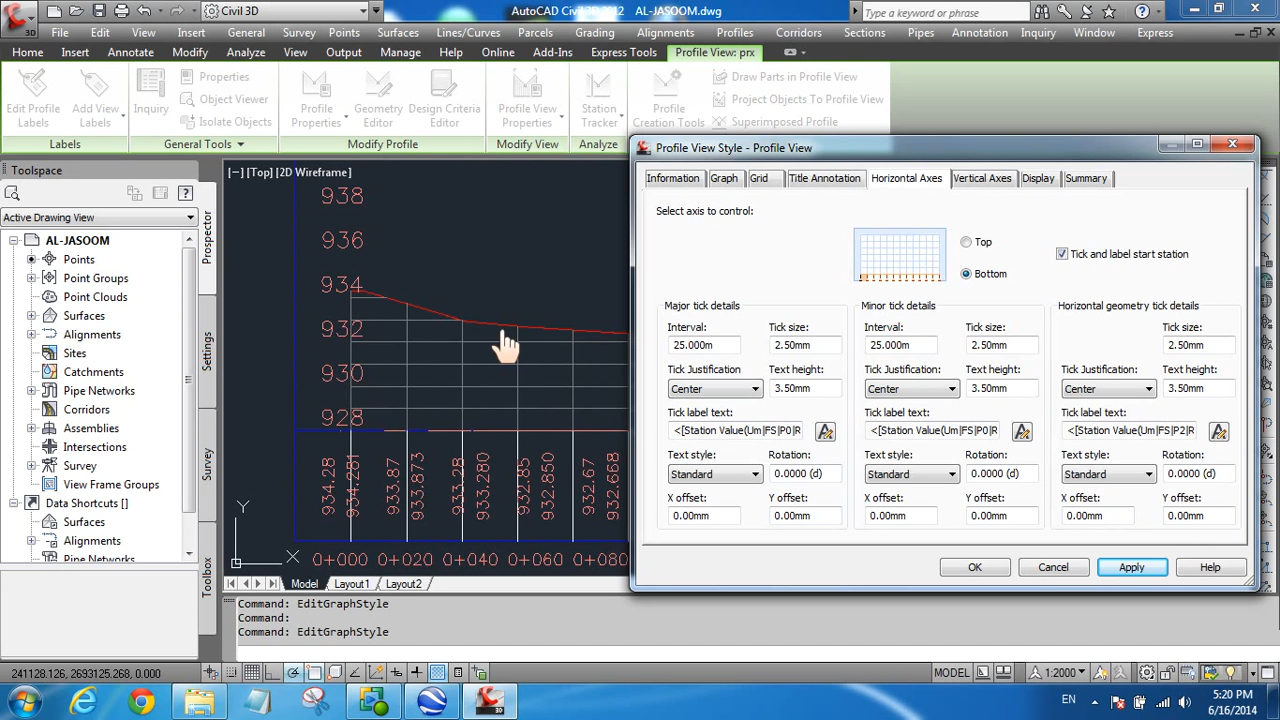 Civil 3D
AutoCAD Civil 3D 2012 AL-JASOOM.dwg
Type a keyword or phrase
3D
File Edit View Insert General Points Surfaces Lines/Curves Parcels Grading Alignments Profiles Corridors Sections Pipes Annotation Inquiry Window Express
Home Insert Annotate Modify Analyze View Output Manage Help Online Add-Ins Express Tools Profile View: prx
Edit Profile Labels
Add View Labels
Inquiry
Properties
Object Viewer
Isolate Objects
Profile Properties
Geometry Editor
Design Criteria Editor
Profile View Properties
Station Tracker
Profile Creation Tools
Draw Parts in Profile View
Project Objects To Profile View
Superimposed Profile
Labels General Tools Modify Profile Modify View Analyze
Toolspace
Active Drawing View
AL-JASOOM
Points
Point Groups
Point Clouds
Surfaces
Alignments
Sites
Catchments
Pipe Networks
Corridors
Assemblies
Intersections
Survey
View Frame Groups
Data Shortcuts []
Surfaces
Alignments
Pipe Networks
Prospector
Settings
Survey
Toolbox
[−] [Top] [2D Wireframe]
938
936
934
932
930
928
934.28 934.281 933.87 933.873 933.28 933.280 932.85 932.850 932.67 932.668
0+000 0+020 0+040 0+060 0+080
Y
X
Model Layout1 Layout2
Profile View Style - Profile View
Information Graph Grid Title Annotation Horizontal Axes Vertical Axes Display Summary
Select axis to control:
Top
Bottom
Tick and label start station
Major tick details
Interval: Tick size:
25.000m 2.50mm
Tick Justification Text height:
Center 3.50mm
Tick label text:
<[Station Value(Um|FS|P0|R
Text style: Rotation:
Standard 0.0000 (d)
X offset: Y offset:
0.00mm 0.00mm
Minor tick details
Interval: Tick size:
25.000m 2.50mm
Tick Justification: Text height:
Center 3.50mm
Tick label text:
<[Station Value(Um|FS|P0|R
Text style: Rotation:
Standard 0.0000 (d)
X offset: Y offset:
0.00mm 0.00mm
Horizontal geometry tick details
Tick size:
2.50mm
Tick Justification: Text height:
Center 3.50mm
Tick label text:
<[Station Value(Um|FS|P2|R
Text style: Rotation:
Standard 0.0000 (d)
X offset: Y offset:
0.00mm 0.00mm
OK Cancel Apply Help
Command: EditGraphStyle
Command:
Command: EditGraphStyle
241128.106, 2693125.868, 0.000
MODEL
1:2000
EN
5:20 PM
6/16/2014